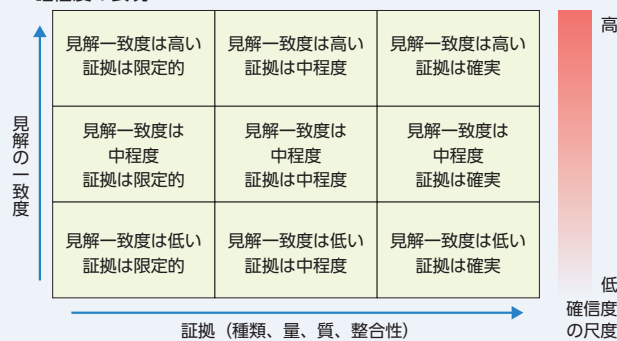 見解一致度は高い
証拠は限定的
見解一致度は高い
証拠は中程度
見解一致度は高い
証拠は確実
見解一致度は
中程度
証拠は限定的
見解一致度は
中程度
証拠は中程度
見解一致度は
中程度
証拠は確実
見解一致度は低い
証拠は限定的
見解一致度は低い
証拠は中程度
見解一致度は低い
証拠は確実
見解の一致度
証拠（種類、量、質、整合性）
高
低
確信度
の尺度